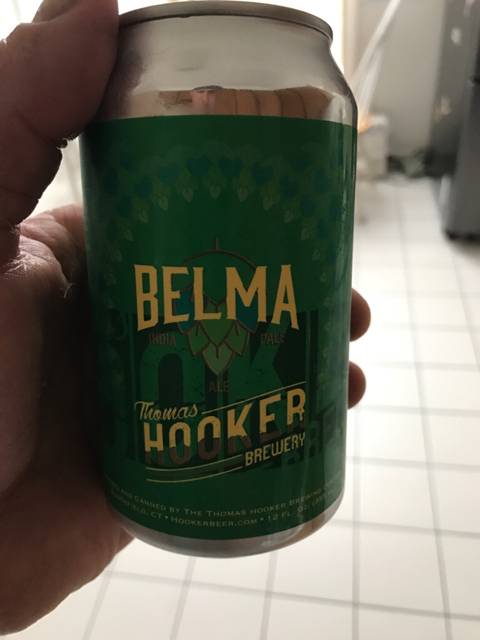 BELMA
INDIA PALE
ALE
Thomas
HOOKER
BREWERY
AND CANNED BY THE THOMAS HOOKER BREWING
CT • HOOKERBEER.COM • 12 FL. OZ.